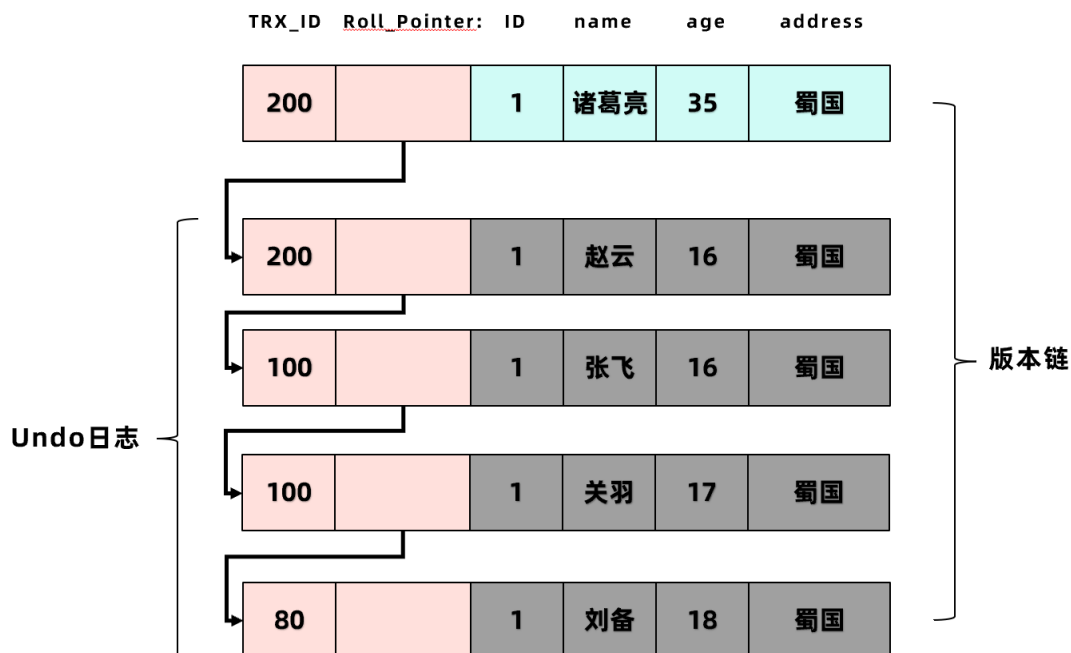 TRX_ID Roll_Pointer: ID name age address
200 1 诸葛亮 35 蜀国
200 1 赵云 16 蜀国
100 1 张飞 16 蜀国
版本链
Undo日志
100 1 关羽 17 蜀国
80 1 刘备 18 蜀国